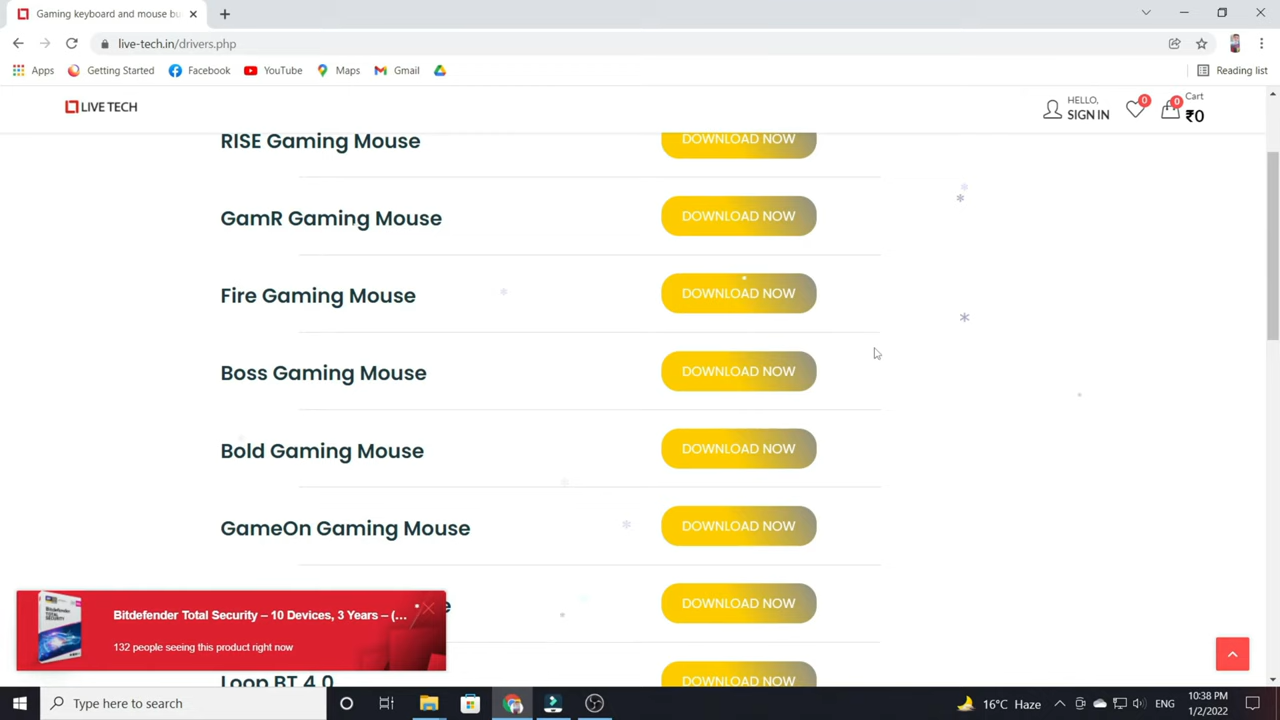 Gaming keyboard and mouse bu
live-tech.in/drivers.php
Apps
Getting Started
Facebook
YouTube
Maps
Gmail
Reading list
LIVE TECH
HELLO,
SIGN IN
0
0
Cart
₹0
RISE Gaming Mouse
DOWNLOAD NOW
GamR Gaming Mouse
DOWNLOAD NOW
Fire Gaming Mouse
DOWNLOAD NOW
Boss Gaming Mouse
DOWNLOAD NOW
Bold Gaming Mouse
DOWNLOAD NOW
GameOn Gaming Mouse
DOWNLOAD NOW
DOWNLOAD NOW
Bitdefender Total Security – 10 Devices, 3 Years – (...
132 people seeing this product right now
Loop BT 4.0
DOWNLOAD NOW
Type here to search
16°C Haze
ENG
10:38 PM
1/2/2022